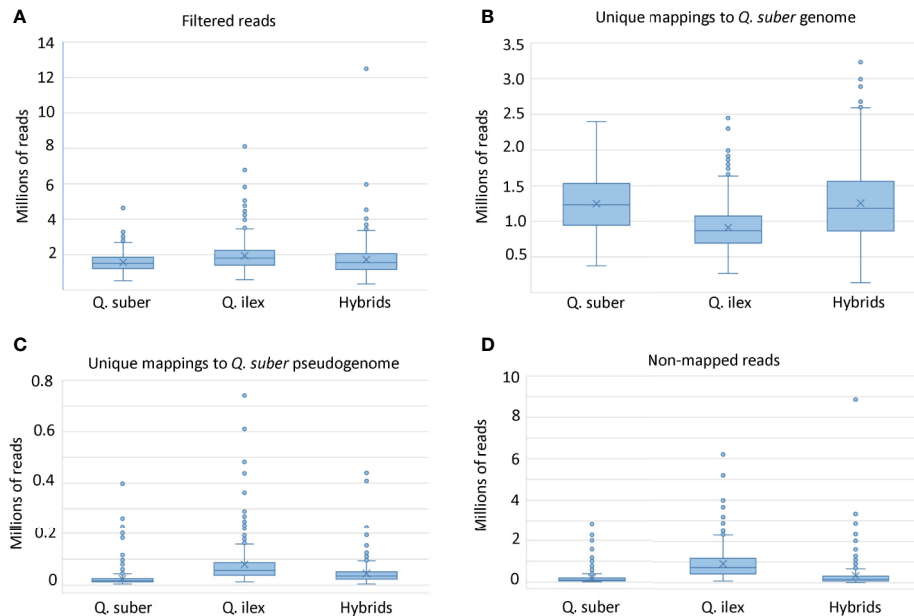 A
Filtered reads
Millions of reads
14
12
10
8
6
4
2
Q. suber
Q. ilex
Hybrids
B
Unique mappings to Q. suber genome
Millions of reads
3.5
3.0
2.5
2.0
1.5
1.0
0.5
Q. suber
Q. ilex
Hybrids
C
Unique mappings to Q. suber pseudogenome
Millions of reads
0.8
0.6
0.4
0.2
0
Q. suber
Q. ilex
Hybrids
D
Non-mapped reads
Millions of reads
10
8
6
4
2
0
Q. suber
Q. ilex
Hybrids